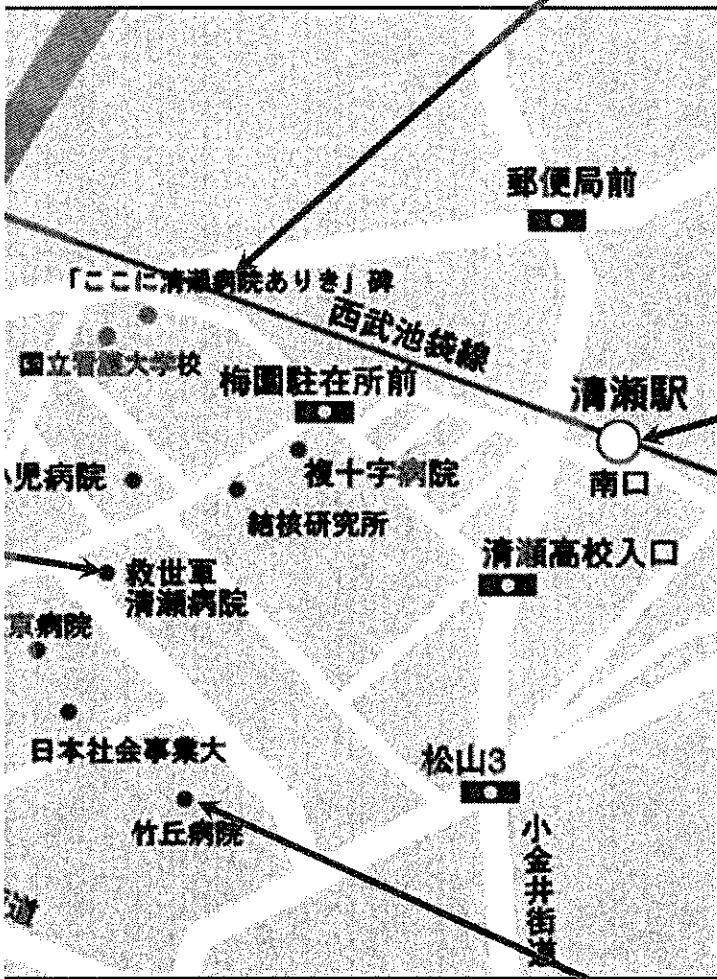 郵便局前
「ここに清瀬病院ありき」碑
西武池袋線
国立看護大学校
梅園駐在所前
清瀬駅
南口
児病院
複十字病院
結核研究所
清瀬高校入口
救世軍
清瀬病院
京病院
日本社会事業大
松山3
竹丘病院
小金井街道
道